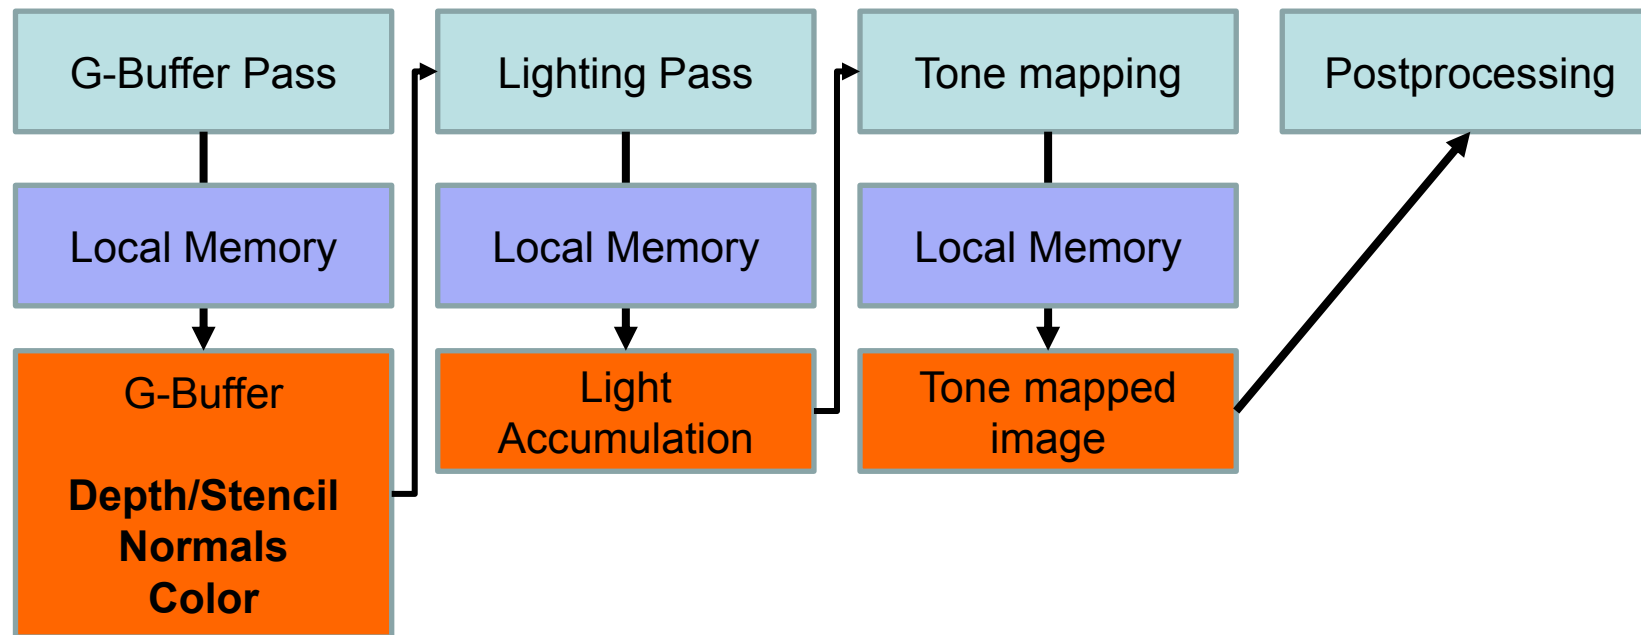 G-Buffer Pass
Lighting Pass
Tone mapping
Postprocessing
Local Memory
Local Memory
Local Memory
G-Buffer
Depth/Stencil
Normals
Color
Light
Accumulation
Tone mapped
image